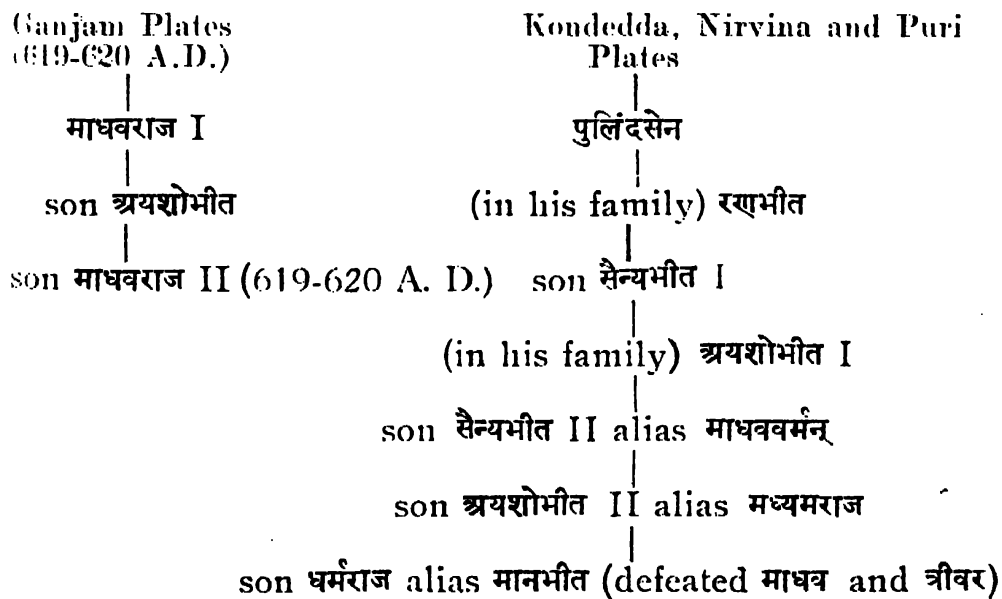 Ganjam Plates
(619-620 A.D.)
माधवराज I
son अयशोभीत
son माधवराज II (619-620 A. D.)
Kondedda, Nirvina and Puri
Plates
पुलिंदसेन
(in his family) रणभीत
son सैन्यभीत I
(in his family) अयशोभीत I
son सैन्यभीत II alias माधववर्मन्
son अयशोभीत II alias मध्यमराज
son धर्मराज alias मानभीत (defeated माधव and त्रीवर)